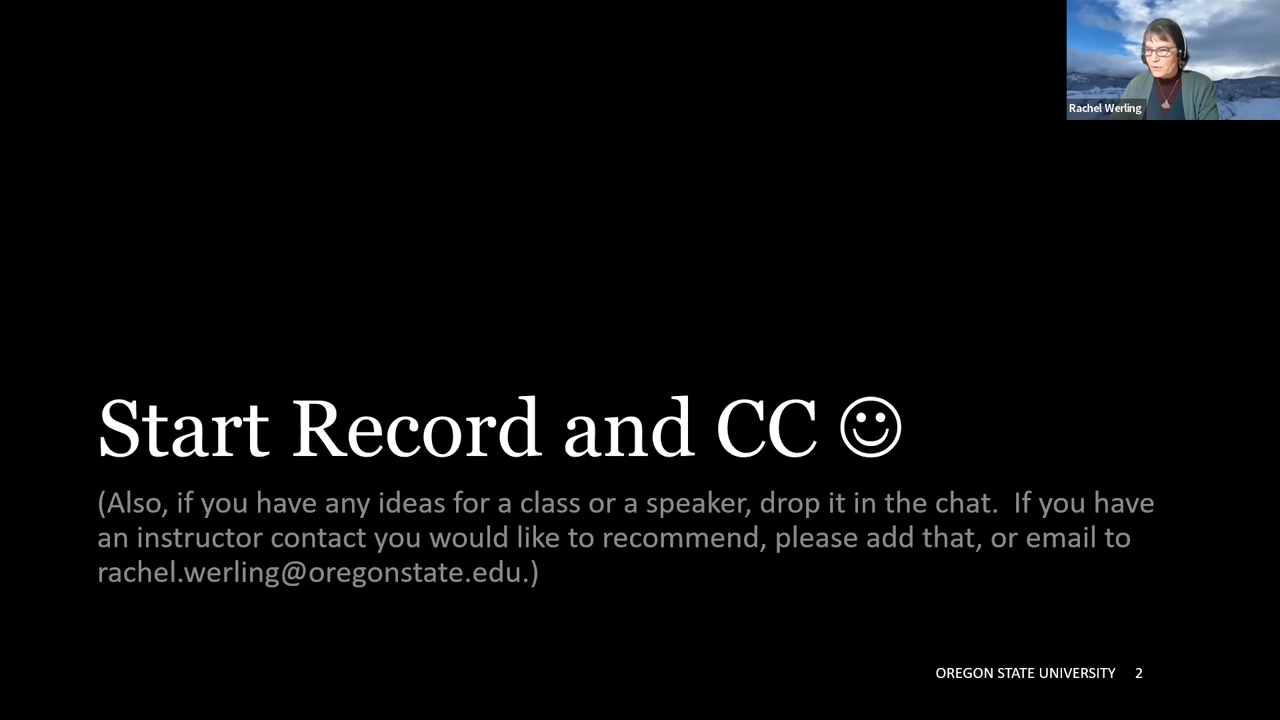 Rachel Werling
Start Record and CC ☺
(Also, if you have any ideas for a class or a speaker, drop it in the chat.  If you have
an instructor contact you would like to recommend, please add that, or email to
rachel.werling@oregonstate.edu.)
OREGON STATE UNIVERSITY 2